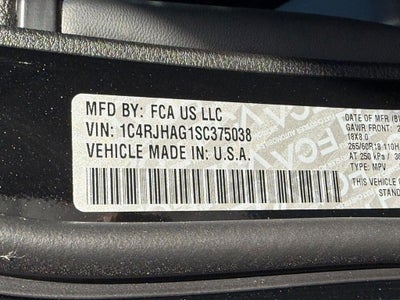 MFD BY: FCA US LLC
VIN: 1C4RJHAG1SC375038
VEHICLE MADE IN: U.S.A.
DATE OF MFR
GAWR FRONT:
18X8.0
265/60R18 110H
AT 250 kPa /
TYPE: MPV
THIS VEHICLE
STAND